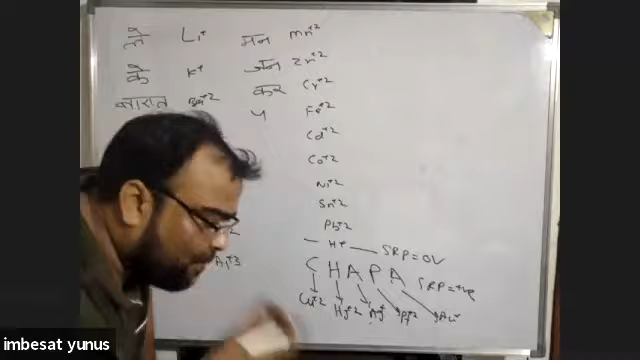 ले Li+ मन Mn+2
के K+ जन Zn+2
बारात Ba+2 कर Cr+2
Fe+2
Cd+2
Co+2
Ni+2
Sn+2
Pb+2
H+ SRP=0V
Al+3 CHAPA SRP=+ve
Cu+2 Hg+2 Ag+ Pt+2 Au+
imbesat yunus